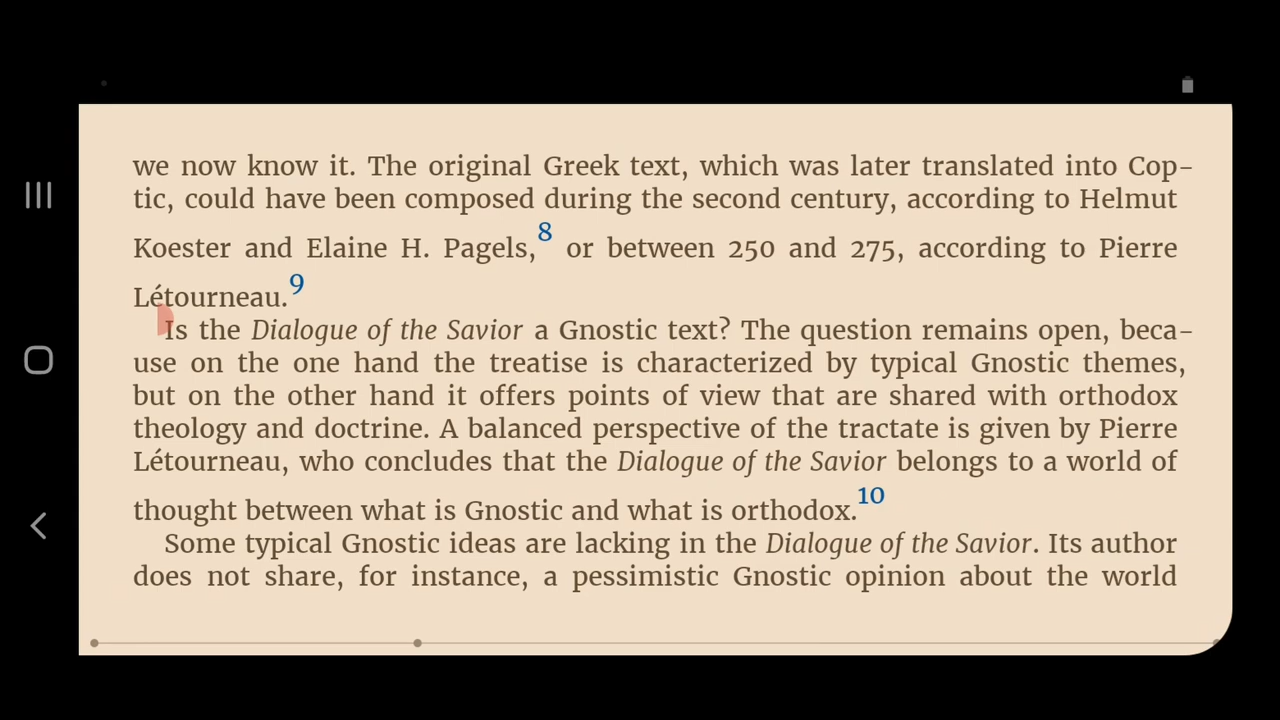 we now know it. The original Greek text, which was later translated into Cop-
tic, could have been composed during the second century, according to Helmut
Koester and Elaine H. Pagels,8 or between 250 and 275, according to Pierre
Létourneau.9
Is the Dialogue of the Savior a Gnostic text? The question remains open, beca-
use on the one hand the treatise is characterized by typical Gnostic themes,
but on the other hand it offers points of view that are shared with orthodox
theology and doctrine. A balanced perspective of the tractate is given by Pierre
Létourneau, who concludes that the Dialogue of the Savior belongs to a world of
thought between what is Gnostic and what is orthodox.10
Some typical Gnostic ideas are lacking in the Dialogue of the Savior. Its author
does not share, for instance, a pessimistic Gnostic opinion about the world